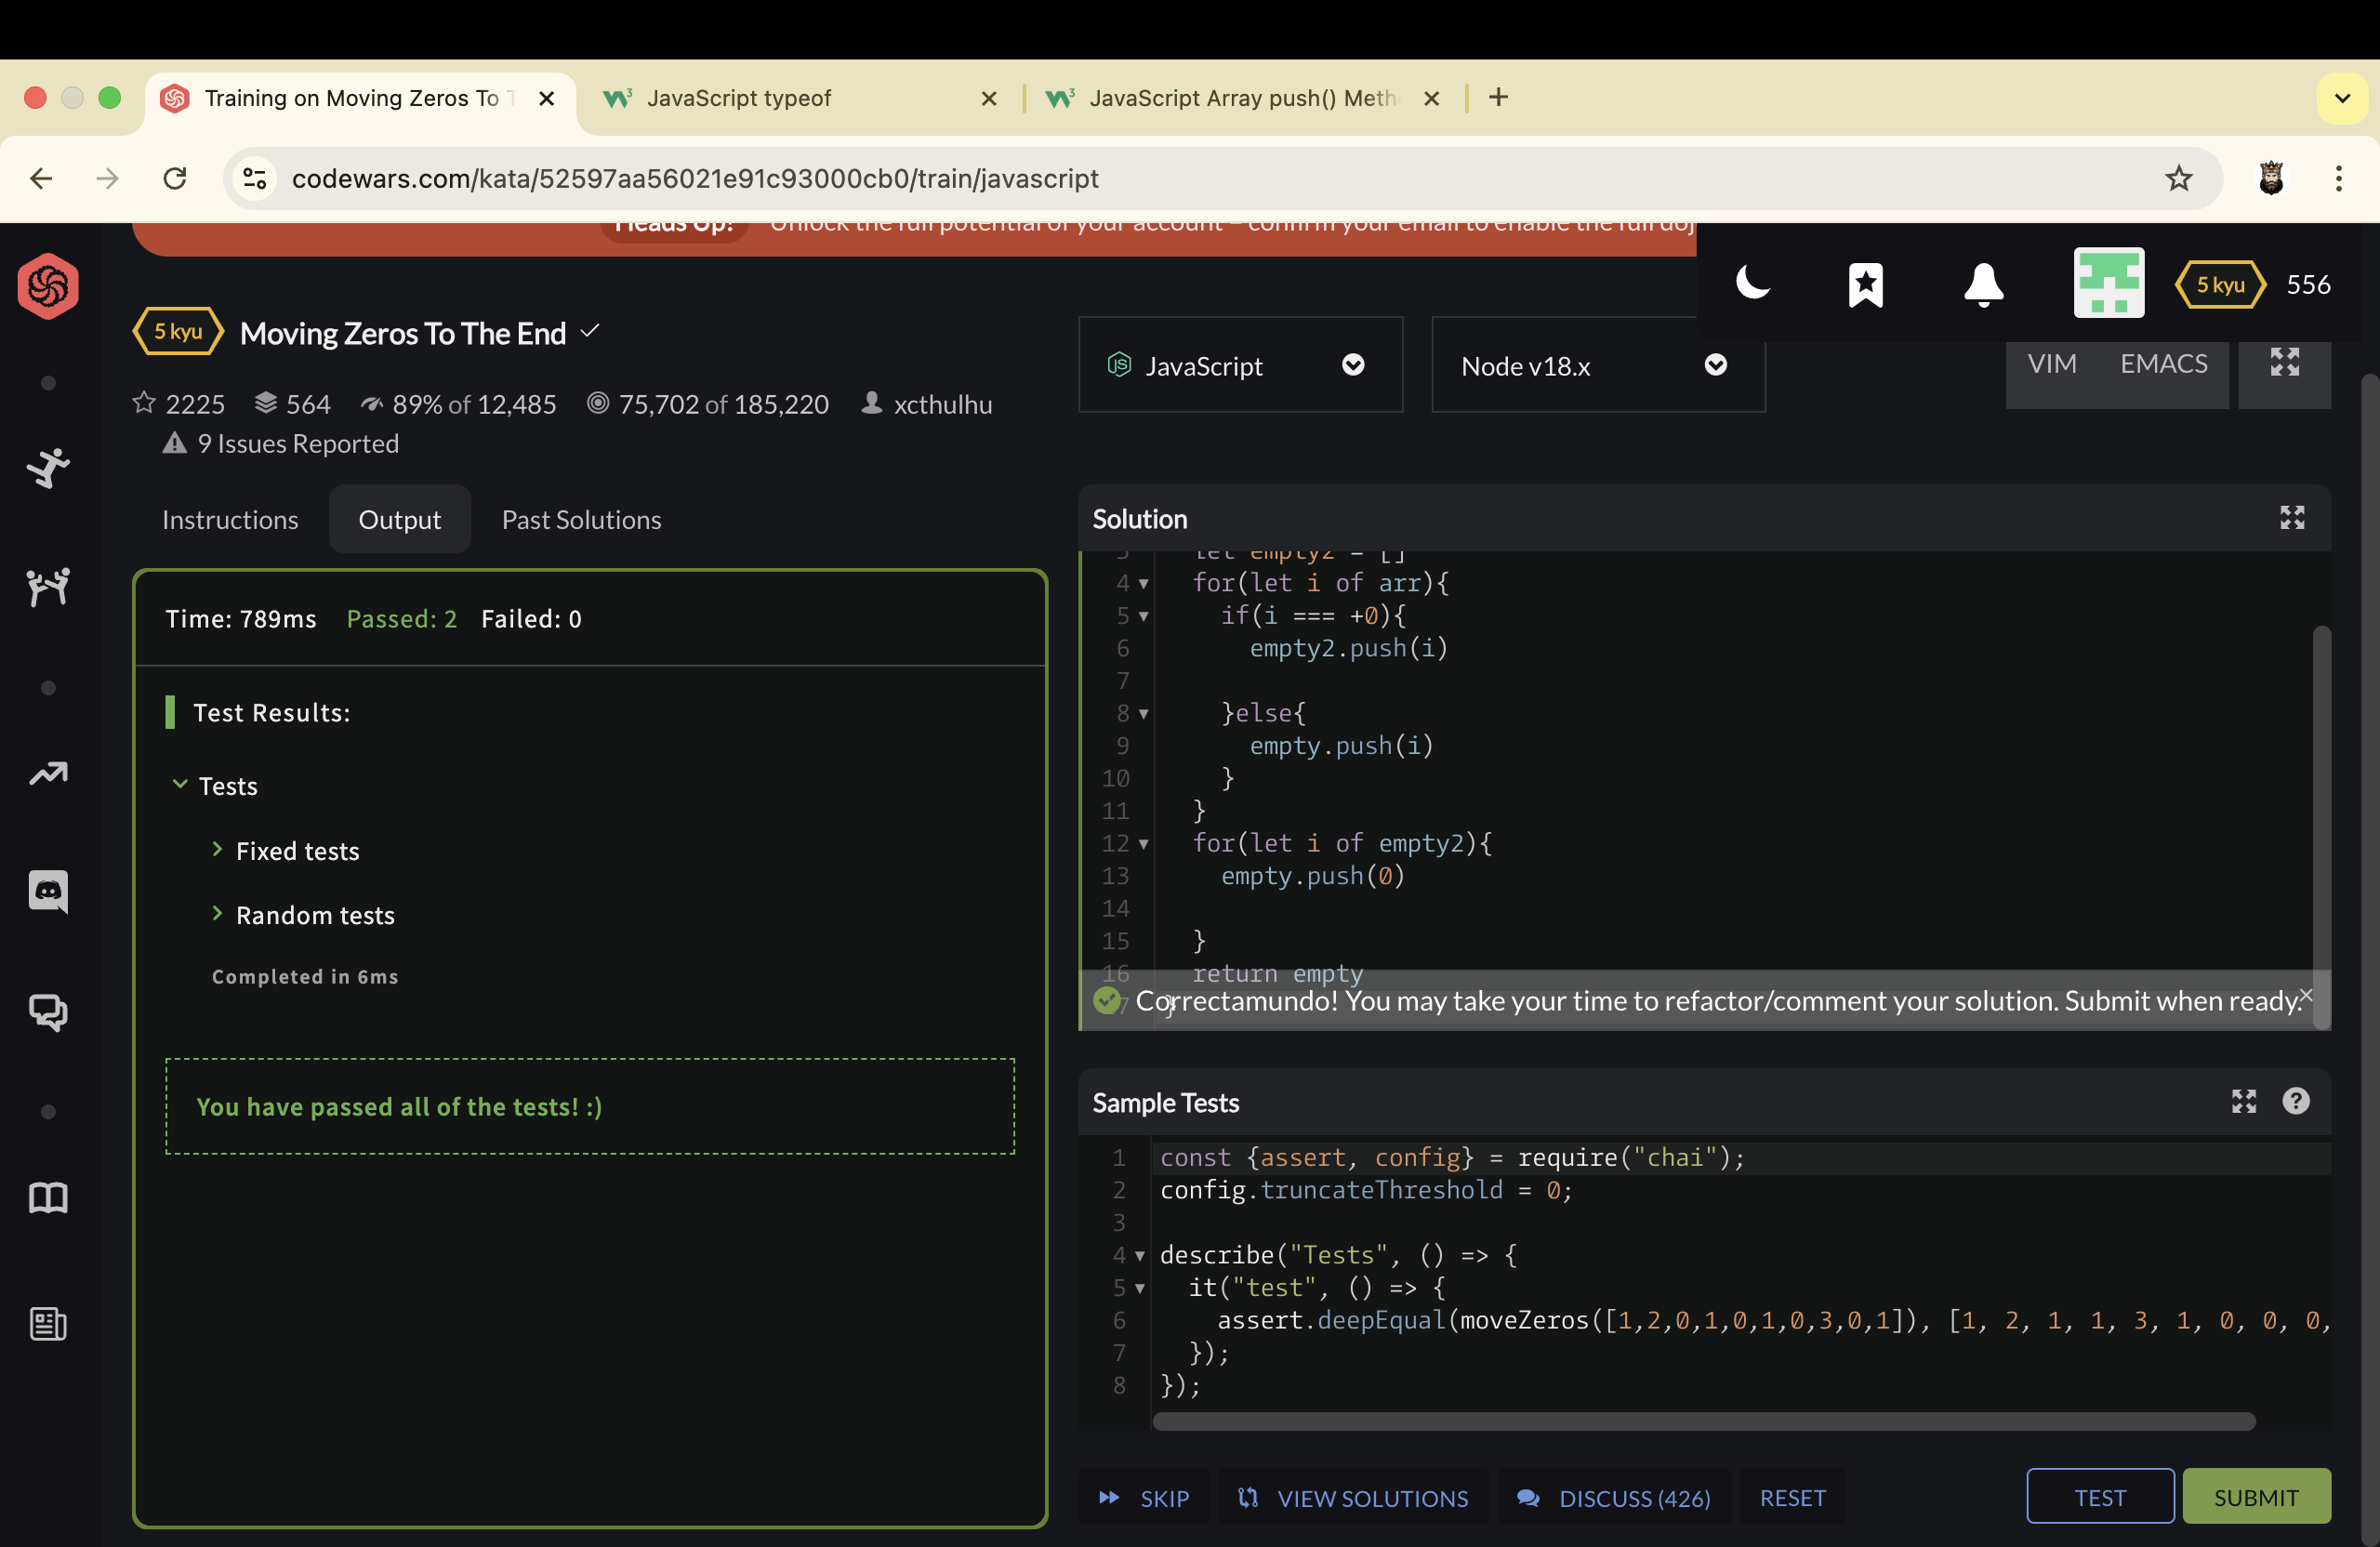 Training on Moving Zeros To T
JavaScript typeof
JavaScript Array push() Meth
codewars.com/kata/52597aa56021e91c93000cb0/train/javascript
Heads Up! Unlock the full potential of your account - confirm your email to enable the full doj
5 kyu 556
5 kyu Moving Zeros To The End
2225 564 89% of 12,485 75,702 of 185,220 xcthulhu
9 Issues Reported
JavaScript
Node v18.x
VIM EMACS
Instructions Output Past Solutions
Time: 789ms Passed: 2 Failed: 0
Test Results:
Tests
Fixed tests
Random tests
Completed in 6ms
You have passed all of the tests! :)
Solution
3 let empty2 = []
4 for(let i of arr){
5 if(i === +0){
6 empty2.push(i)
7
8 }else{
9 empty.push(i)
10 }
11 }
12 for(let i of empty2){
13 empty.push(0)
14
15 }
16 return empty
17 }
Correctamundo! You may take your time to refactor/comment your solution. Submit when ready.
Sample Tests
1 const {assert, config} = require("chai");
2 config.truncateThreshold = 0;
3
4 describe("Tests", () => {
5 it("test", () => {
6 assert.deepEqual(moveZeros([1,2,0,1,0,1,0,3,0,1]), [1, 2, 1, 1, 3, 1, 0, 0, 0,
7 });
8 });
SKIP VIEW SOLUTIONS DISCUSS (426) RESET TEST SUBMIT